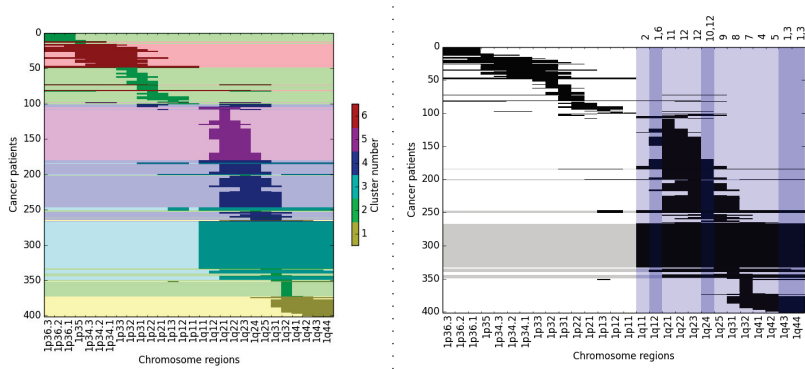 0
50
100
150
200
250
300
350
400
Cancer patients
1p36.3
1p36.2
1p36.1
1p35
1p34.3
1p34.2
1p34.1
1p33
1p32
1p31
1p22
1p21
1p13
1p12
1p11
1q11
1q12
1q21
1q22
1q23
1q24
1q25
1q31
1q32
1q41
1q42
1q43
1q44
Chromosome regions
6
5
4
3
2
1
Cluster number
2
1,6
11
12
12
10,12
9
8
7
4
5
1,3
1,3
0
50
100
150
200
250
300
350
400
Cancer patients
1p36.3
1p36.2
1p36.1
1p35
1p34.3
1p34.2
1p34.1
1p33
1p32
1p31
1p22
1p21
1p13
1p12
1p11
1q11
1q12
1q21
1q22
1q23
1q24
1q25
1q31
1q32
1q41
1q42
1q43
1q44
Chromosome regions